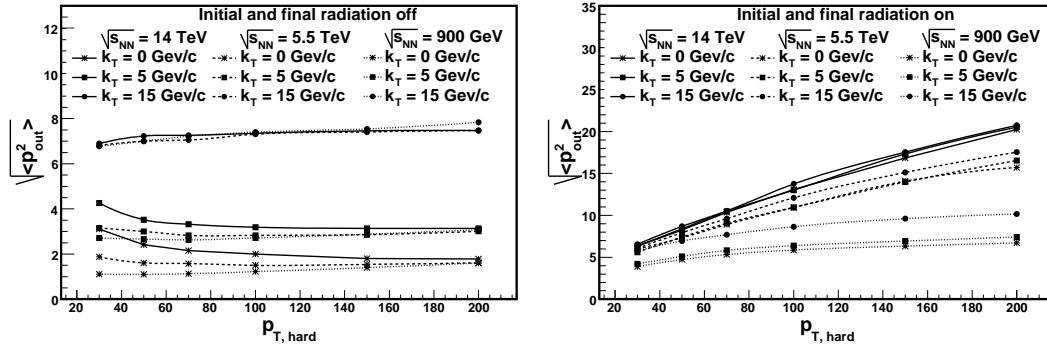 Initial and final radiation off
√s_NN = 14 TeV √s_NN = 5.5 TeV √s_NN = 900 GeV
k_T = 0 Gev/c k_T = 0 Gev/c k_T = 0 Gev/c
k_T = 5 Gev/c k_T = 5 Gev/c k_T = 5 Gev/c
k_T = 15 Gev/c k_T = 15 Gev/c k_T = 15 Gev/c
√<p²_out>
12
10
8
6
4
2
0
20 40 60 80 100 120 140 160 180 200
p_T, hard
Initial and final radiation on
√s_NN = 14 TeV √s_NN = 5.5 TeV √s_NN = 900 GeV
k_T = 0 Gev/c k_T = 0 Gev/c k_T = 0 Gev/c
k_T = 5 Gev/c k_T = 5 Gev/c k_T = 5 Gev/c
k_T = 15 Gev/c k_T = 15 Gev/c k_T = 15 Gev/c
√<p²_out>
35
30
25
20
15
10
5
0
20 40 60 80 100 120 140 160 180 200
p_T, hard